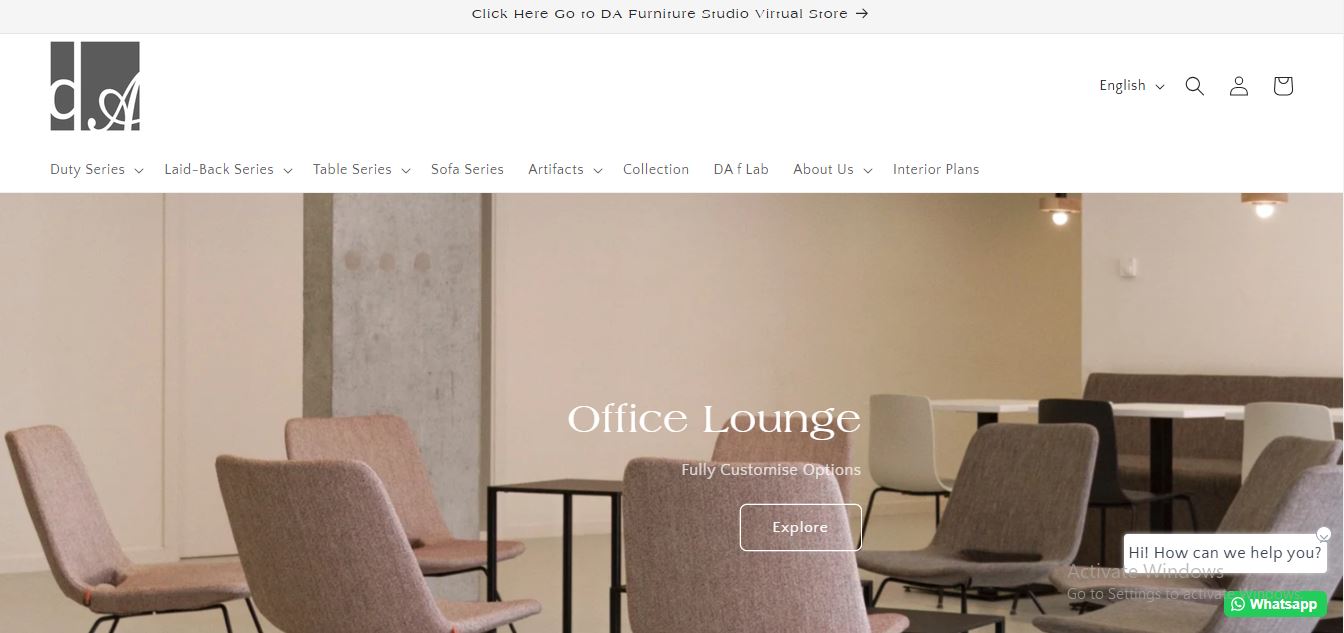 Click Here Go to DA Furniture Studio Virtual Store →
dA
English
Duty Series Laid-Back Series Table Series Sofa Series Artifacts Collection DA f Lab About Us Interior Plans
Office Lounge
Fully Customise Options
Explore
Hi! How can we help you?
Activate Windows
Go to Settings to activate Windows.
Whatsapp